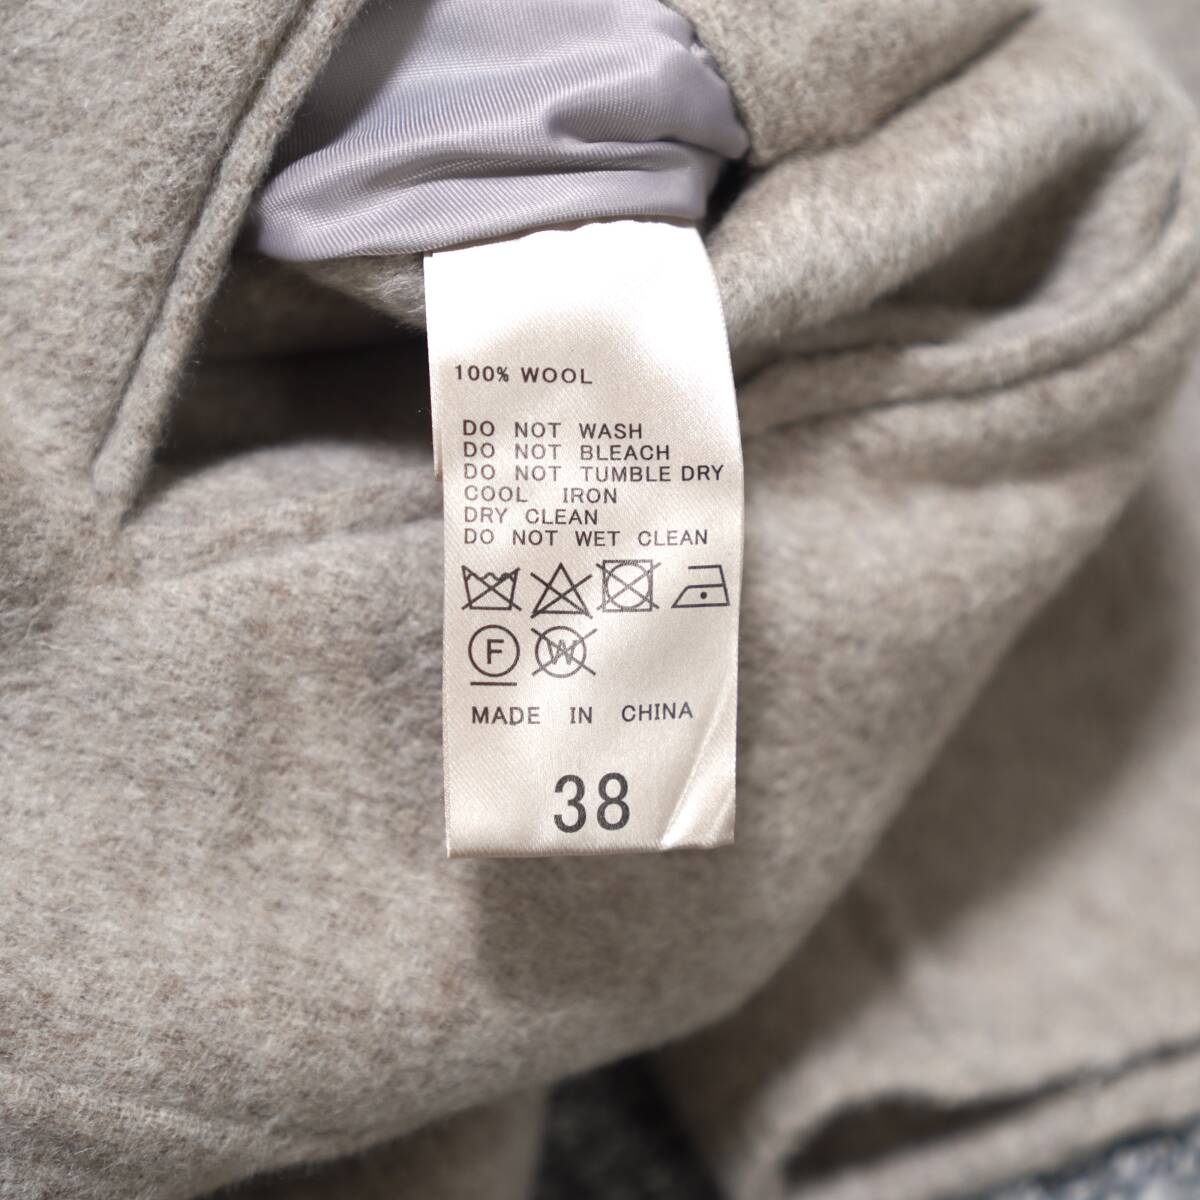 100% WOOL
DO NOT WASH
DO NOT BLEACH
DO NOT TUMBLE DRY
COOL IRON
DRY CLEAN
DO NOT WET CLEAN
F W
MADE IN CHINA
38